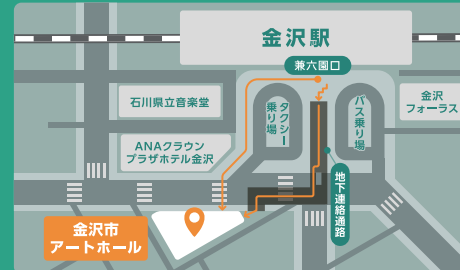 金沢駅
兼六園口
石川県立音楽堂
タクシー
乗り場
バス乗り場
金沢
フォーラス
ANAクラウン
プラザホテル金沢
地下連絡通路
金沢市
アートホール